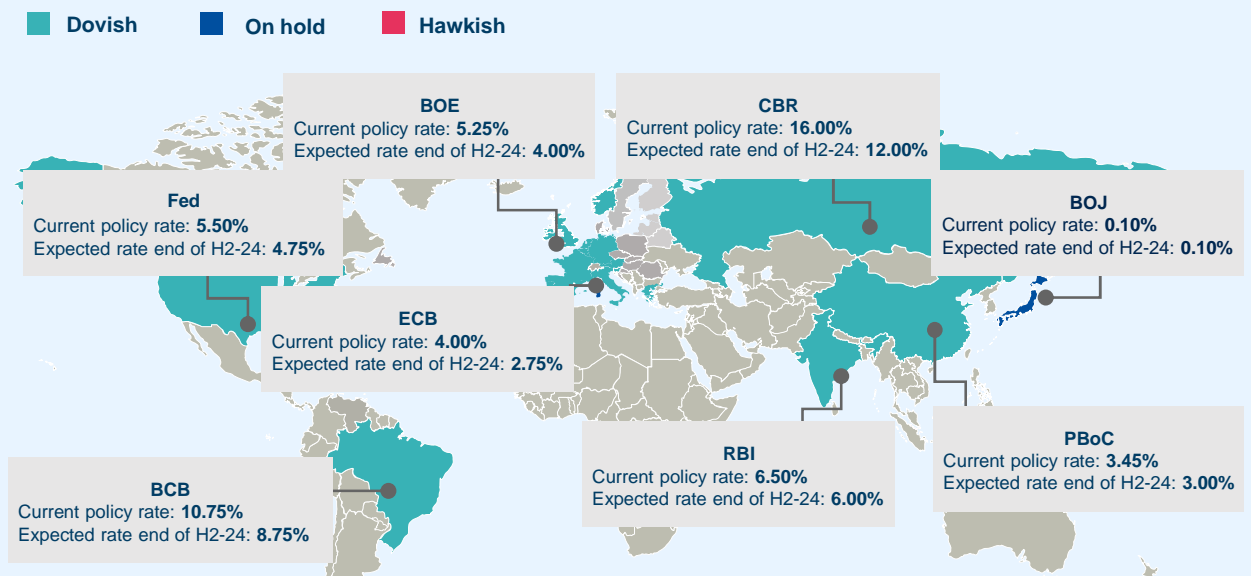 Dovish
On hold
Hawkish
BOE
Current policy rate: 5.25%
Expected rate end of H2-24: 4.00%
CBR
Current policy rate: 16.00%
Expected rate end of H2-24: 12.00%
Fed
Current policy rate: 5.50%
Expected rate end of H2-24: 4.75%
BOJ
Current policy rate: 0.10%
Expected rate end of H2-24: 0.10%
ECB
Current policy rate: 4.00%
Expected rate end of H2-24: 2.75%
RBI
Current policy rate: 6.50%
Expected rate end of H2-24: 6.00%
PBoC
Current policy rate: 3.45%
Expected rate end of H2-24: 3.00%
BCB
Current policy rate: 10.75%
Expected rate end of H2-24: 8.75%